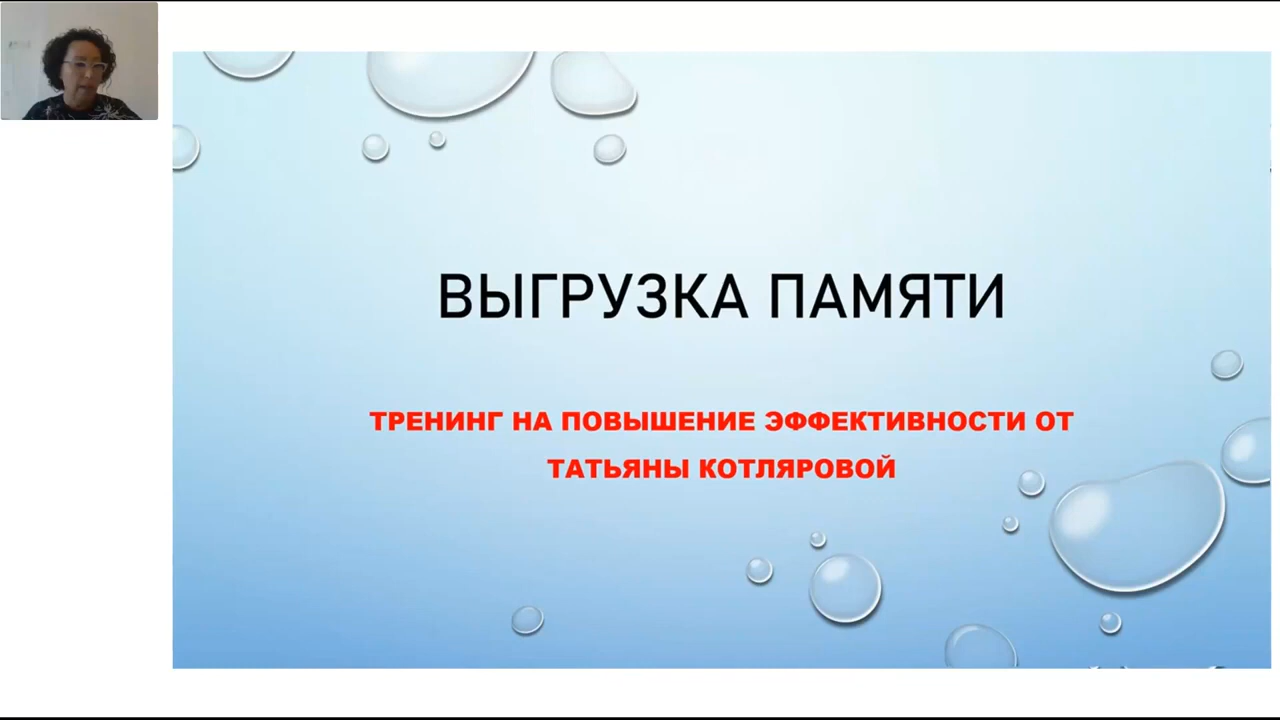 ВЫГРУЗКА ПАМЯТИ
ТРЕНИНГ НА ПОВЫШЕНИЕ ЭФФЕКТИВНОСТИ ОТ
ТАТЬЯНЫ КОТЛЯРОВОЙ